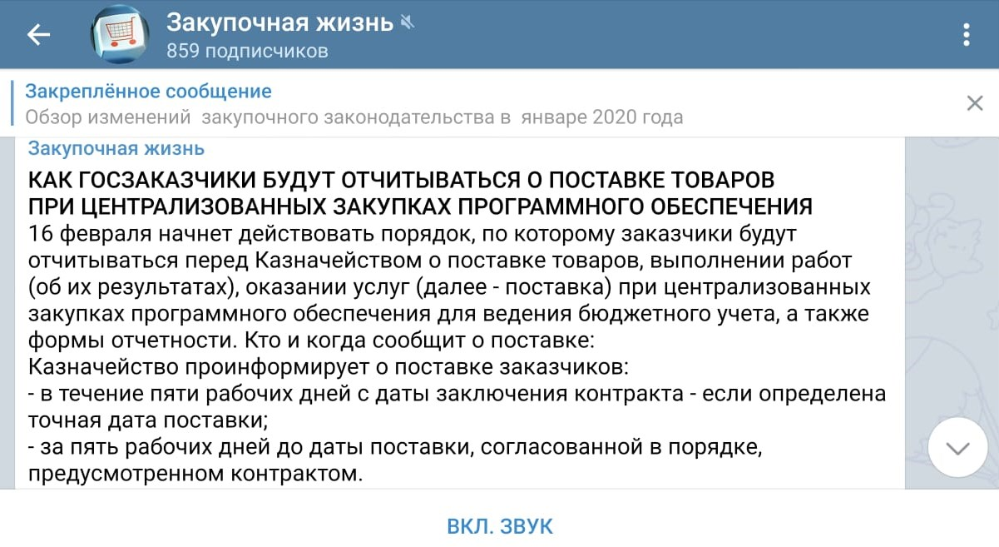 Закупочная жизнь
859 подписчиков
Закреплённое сообщение
Обзор изменений закупочного законодательства в январе 2020 года
Закупочная жизнь
КАК ГОСЗАКАЗЧИКИ БУДУТ ОТЧИТЫВАТЬСЯ О ПОСТАВКЕ ТОВАРОВ
ПРИ ЦЕНТРАЛИЗОВАННЫХ ЗАКУПКАХ ПРОГРАММНОГО ОБЕСПЕЧЕНИЯ
16 февраля начнет действовать порядок, по которому заказчики будут
отчитываться перед Казначейством о поставке товаров, выполнении работ
(об их результатах), оказании услуг (далее - поставка) при централизованных
закупках программного обеспечения для ведения бюджетного учета, а также
формы отчетности. Кто и когда сообщит о поставке:
Казначейство проинформирует о поставке заказчиков:
- в течение пяти рабочих дней с даты заключения контракта - если определена
точная дата поставки;
- за пять рабочих дней до даты поставки, согласованной в порядке,
предусмотренном контрактом.
ВКЛ. ЗВУК